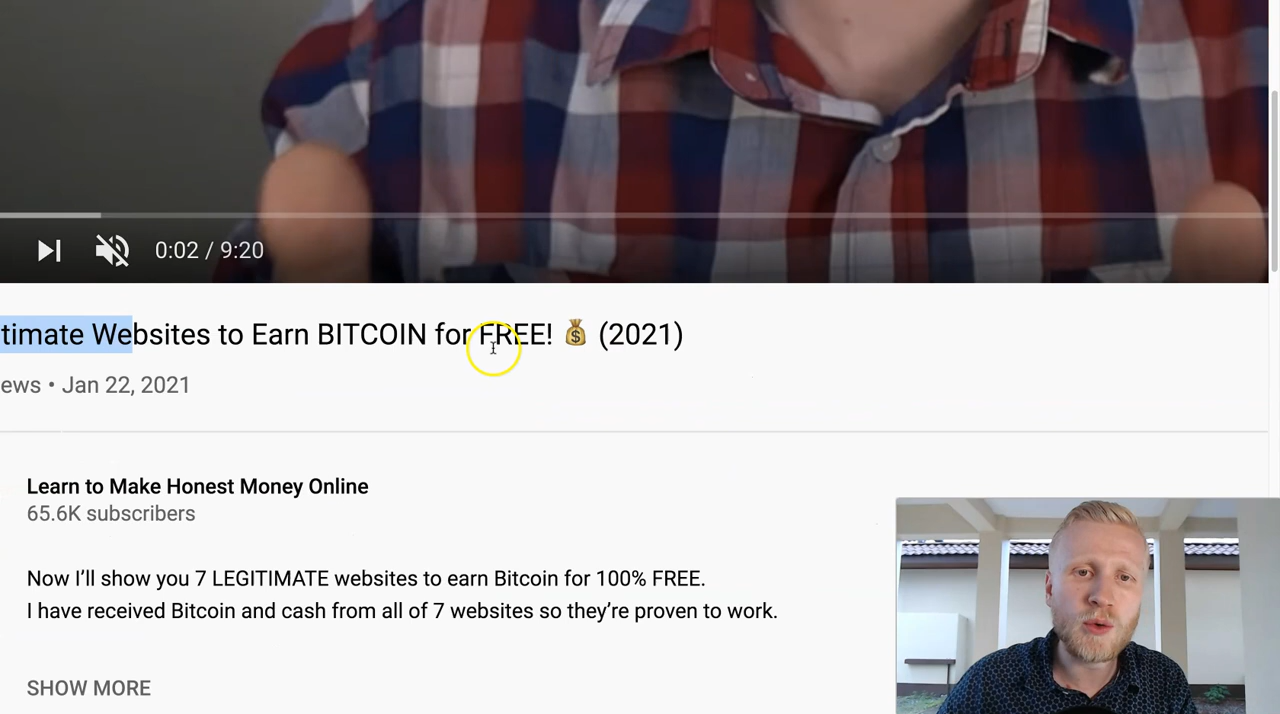 0:02 / 9:20
timate Websites to Earn BITCOIN for FREE! 💰 (2021)
ews • Jan 22, 2021
Learn to Make Honest Money Online
65.6K subscribers
Now I'll show you 7 LEGITIMATE websites to earn Bitcoin for 100% FREE.
I have received Bitcoin and cash from all of 7 websites so they're proven to work.
SHOW MORE